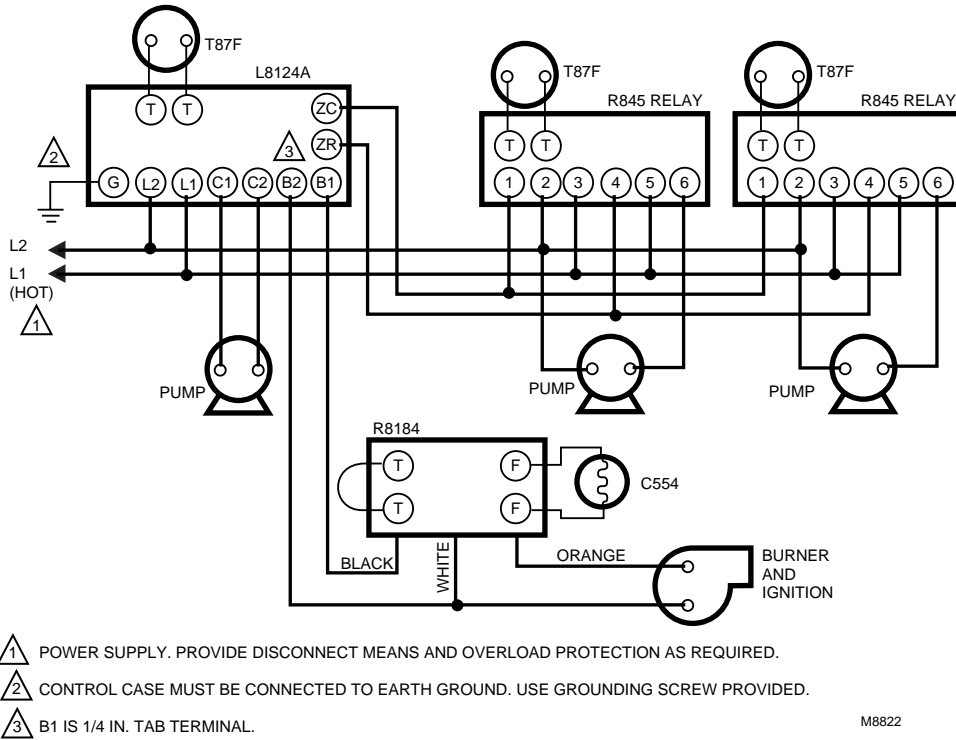 T87F
L8124A
T T ZC
ZR
2 3
G L2 L1 C1 C2 B2 B1
T87F
R845 RELAY
T T
1 2 3 4 5 6
T87F
R845 RELAY
T T
1 2 3 4 5 6
L2
L1
(HOT)
1
PUMP
PUMP
PUMP
R8184
T F
T F
C554
BLACK
WHITE
ORANGE
BURNER
AND
IGNITION
1 POWER SUPPLY. PROVIDE DISCONNECT MEANS AND OVERLOAD PROTECTION AS REQUIRED.
2 CONTROL CASE MUST BE CONNECTED TO EARTH GROUND. USE GROUNDING SCREW PROVIDED.
3 B1 IS 1/4 IN. TAB TERMINAL.
M8822